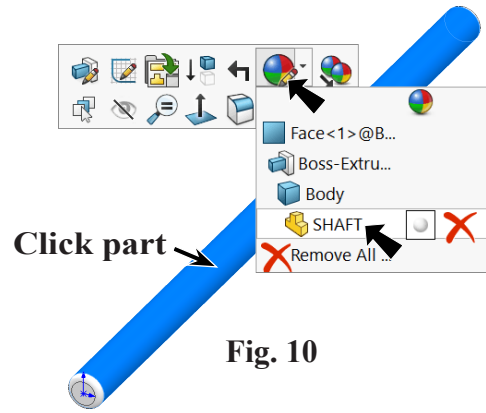 Face<1>@B...
Boss-Extru...
Body
SHAFT
Remove All ...
Click part
Fig. 10